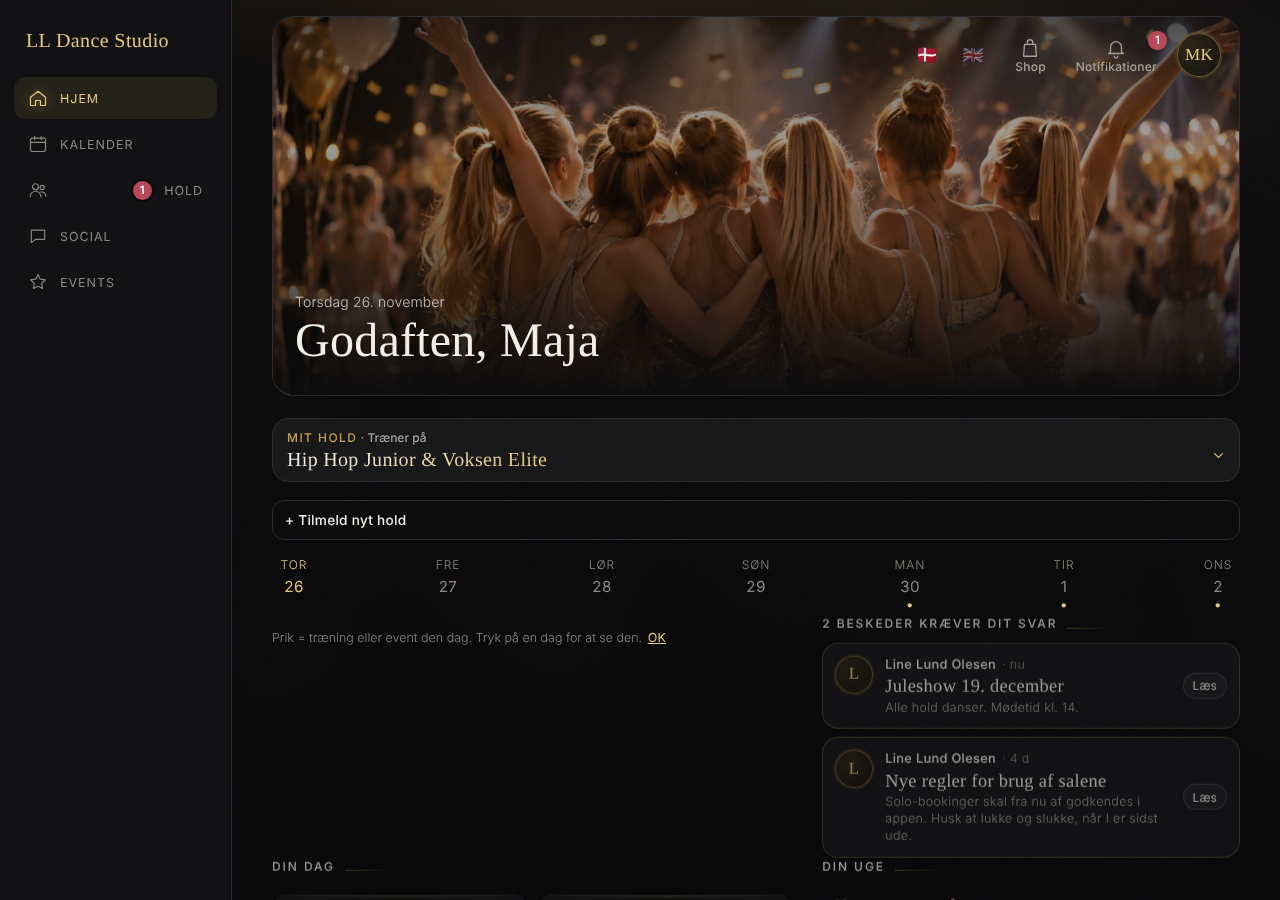 LL Dance Studio
HJEM
KALENDER
1 HOLD
SOCIAL
EVENTS
Shop
Notifikationer
1
MK
Torsdag 26. november
Godaften, Maja
MIT HOLD · Træner på
Hip Hop Junior & Voksen Elite
+ Tilmeld nyt hold
TOR FRE LØR SØN MAN TIR ONS
26 27 28 29 30 1 2
Prik = træning eller event den dag. Tryk på en dag for at se den. OK
2 BESKEDER KRÆVER DIT SVAR
L
Line Lund Olesen · nu
Juleshow 19. december
Alle hold danser. Mødetid kl. 14.
Læs
L
Line Lund Olesen · 4 d
Nye regler for brug af salene
Solo-bookinger skal fra nu af godkendes i
appen. Husk at lukke og slukke, når I er sidst
ude.
Læs
DIN DAG
DIN UGE